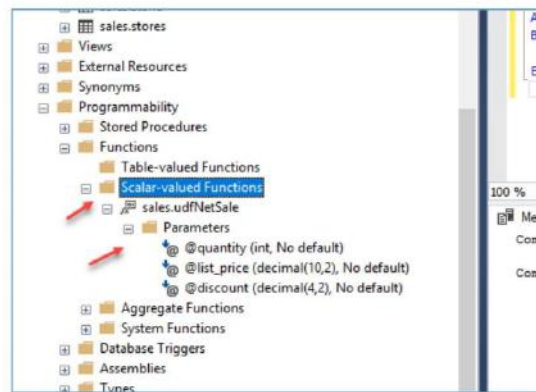 sales.stores
Views
External Resources
Synonyms
Programmability
Stored Procedures
Functions
Table-valued Functions
Scalar-valued Functions
sales.udfNetSale
Parameters
@quantity (int, No default)
@list_price (decimal(10,2), No default)
@discount (decimal(4,2), No default)
Aggregate Functions
System Functions
Database Triggers
Assemblies
Types
100 %